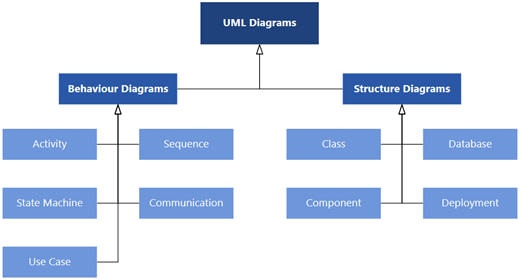 UML Diagrams
Behaviour Diagrams
Structure Diagrams
Activity
Sequence
Class
Database
State Machine
Communication
Component
Deployment
Use Case